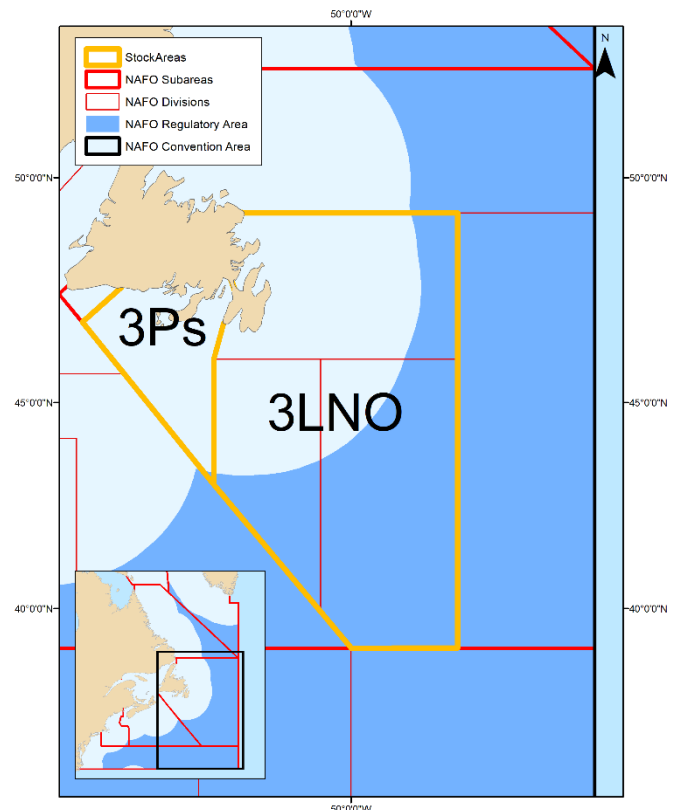 50°0'0"W
StockAreas
NAFO Subareas
NAFO Divisions
NAFO Regulatory Area
NAFO Convention Area
N
50°0'0"N
50°0'0"N
3Ps
3LNO
45°0'0"N
45°0'0"N
40°0'0"N
40°0'0"N
50°0'0"W